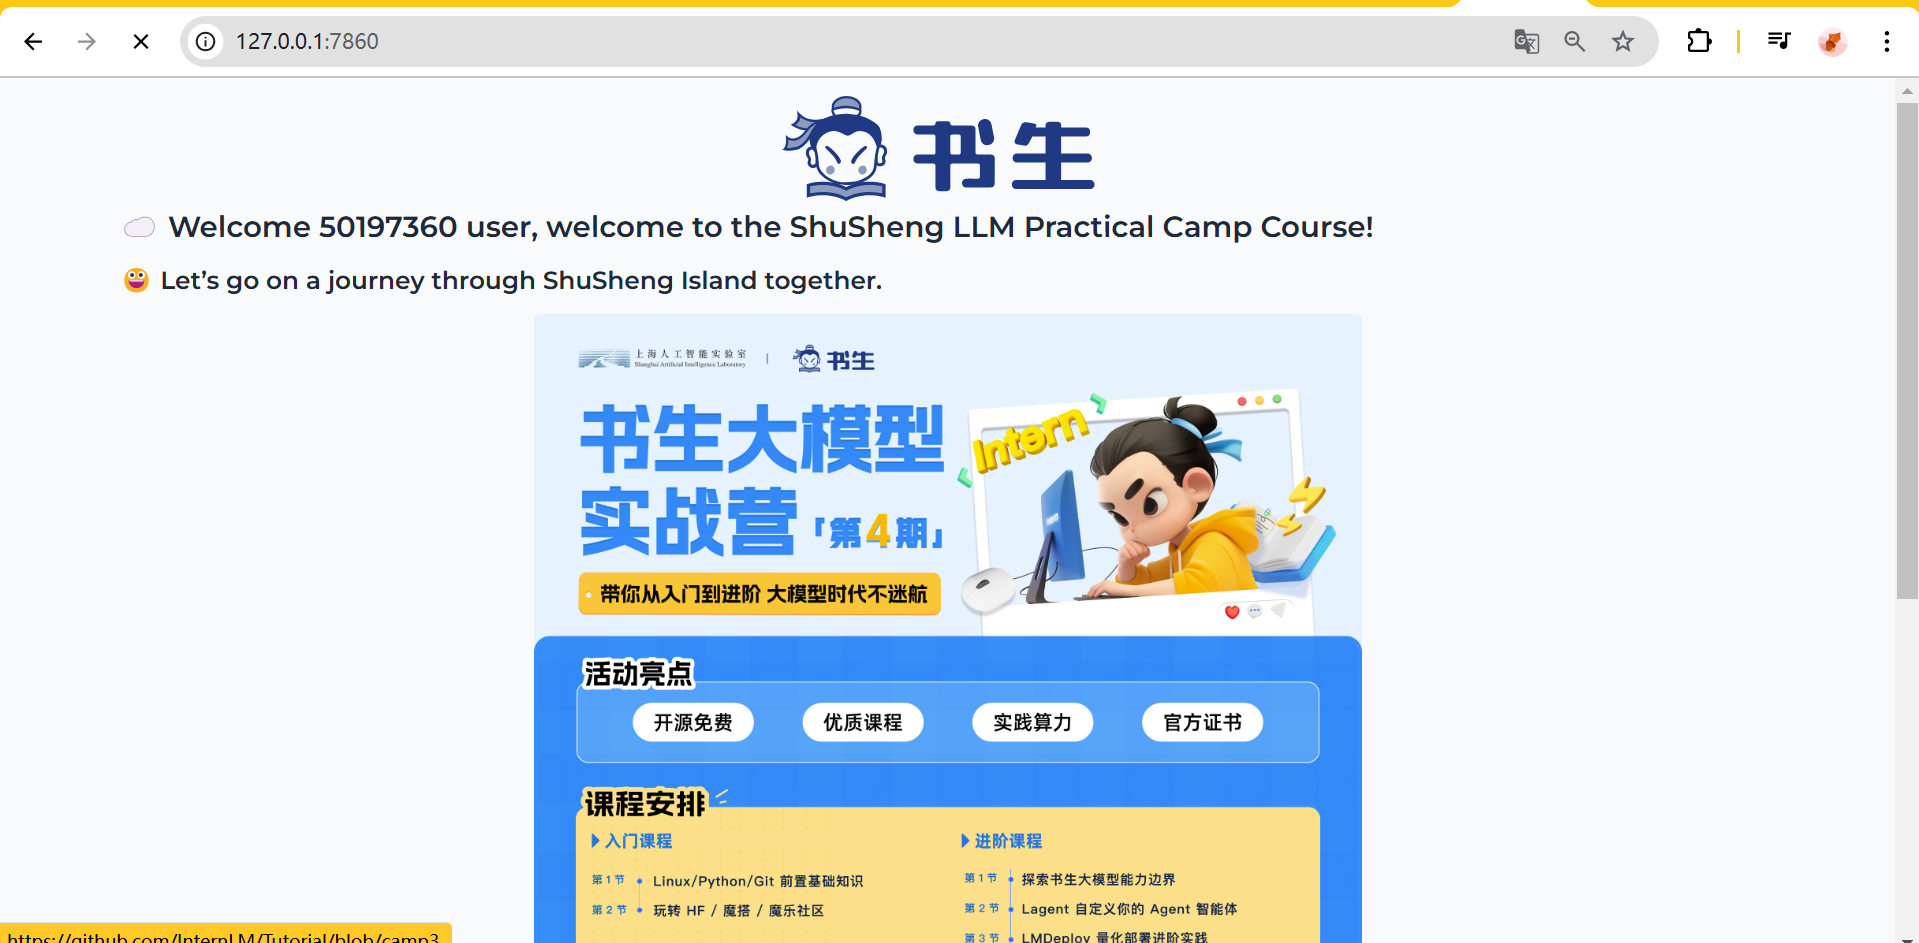 127.0.0.1:7860
书生
Welcome 50197360 user, welcome to the ShuSheng LLM Practical Camp Course!
Let’s go on a journey through ShuSheng Island together.
上海人工智能实验室
Shanghai Artificial Intelligence Laboratory
书生
书生大模型
实战营「第4期」
Intern
带你从入门到进阶 大模型时代不迷航
活动亮点
开源免费
优质课程
实践算力
官方证书
课程安排
入门课程
第1节 Linux/Python/Git 前置基础知识
第2节 玩转 HF / 魔搭 / 魔乐社区
进阶课程
第1节 探索书生大模型能力边界
第2节 Lagent 自定义你的 Agent 智能体
第3节 LMDeploy 量化部署进阶实践
https://github.com/InternLM/Tutorial/blob/camp3